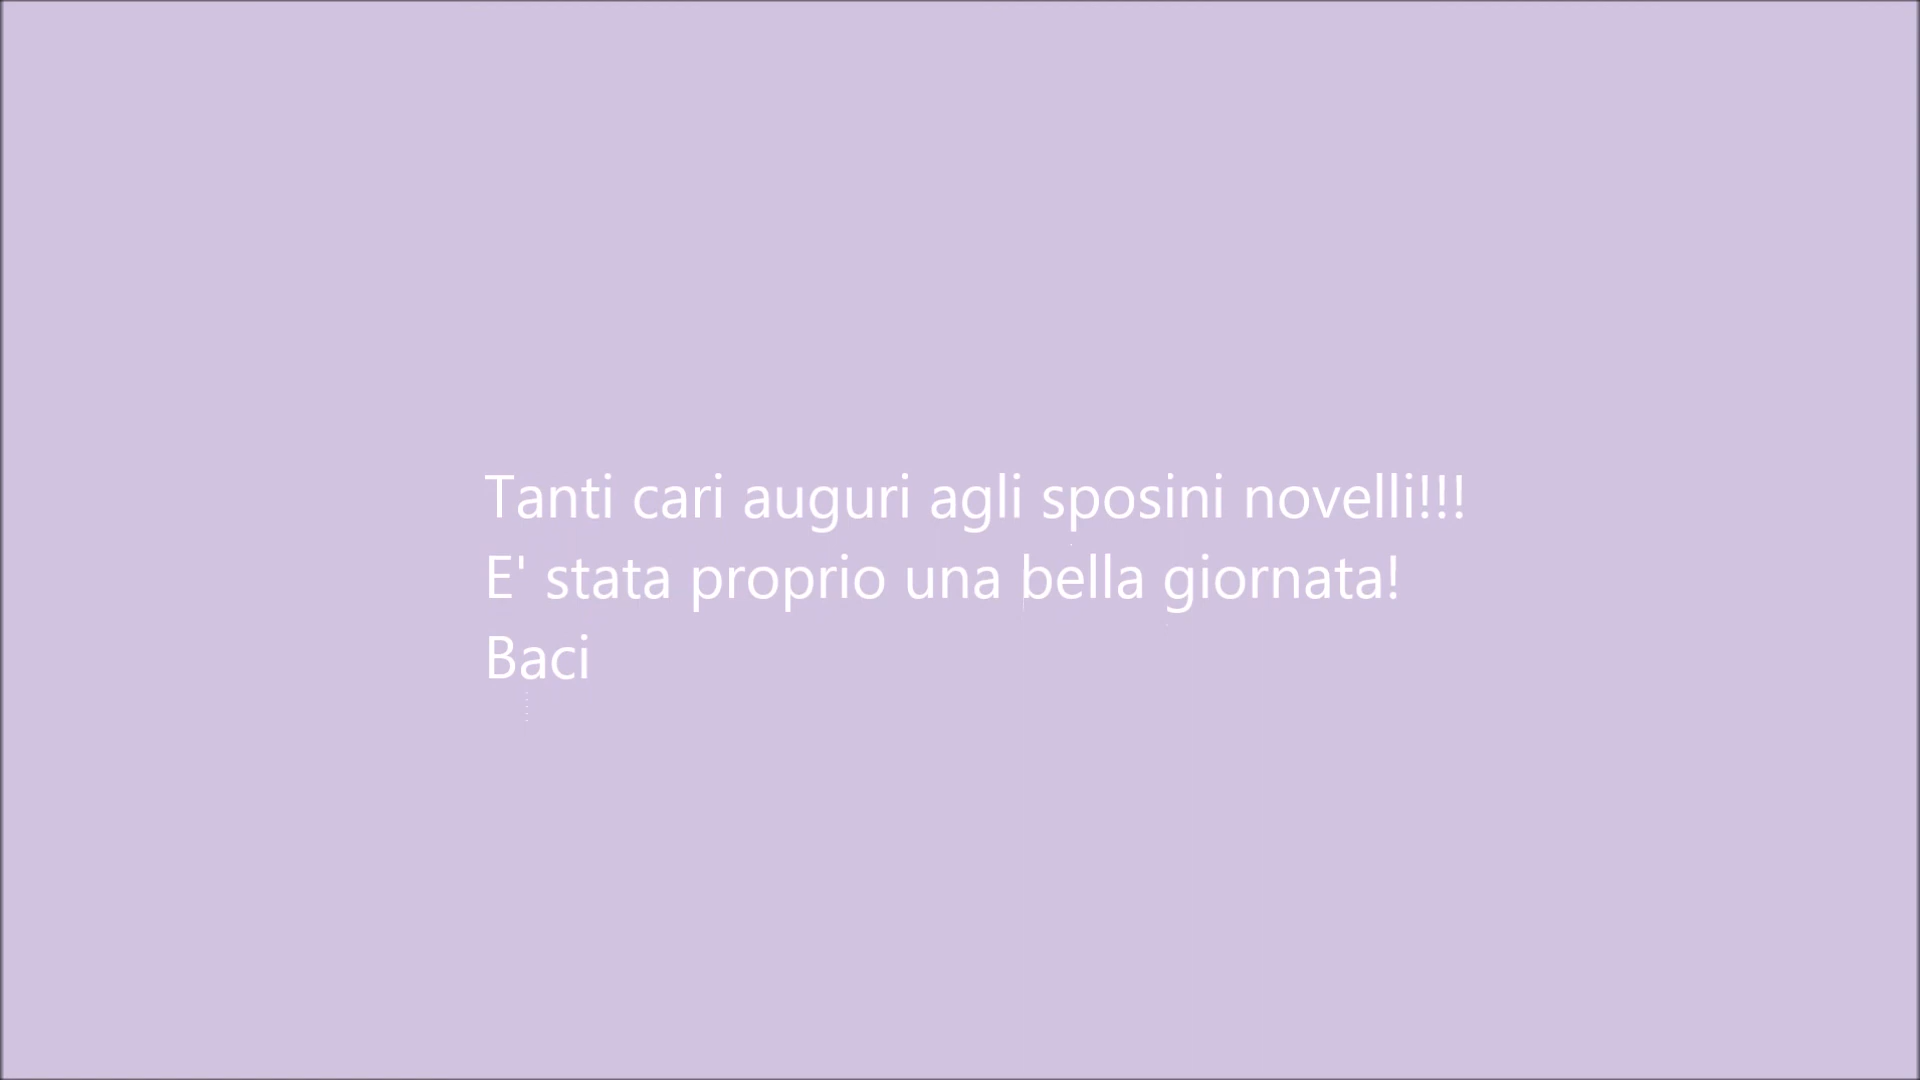 Tanti cari auguri agli sposini novelli!!!
E' stata proprio una bella giornata!
Baci